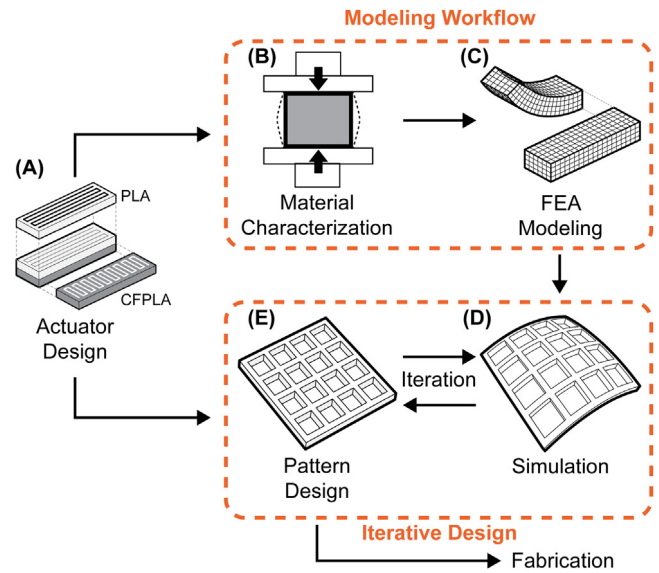 Modeling Workflow
(B)
(C)
(A)
PLA
Material
Characterization
FEA
Modeling
CFPLA
Actuator
Design
(E)
(D)
Iteration
Pattern
Design
Simulation
Iterative Design
Fabrication